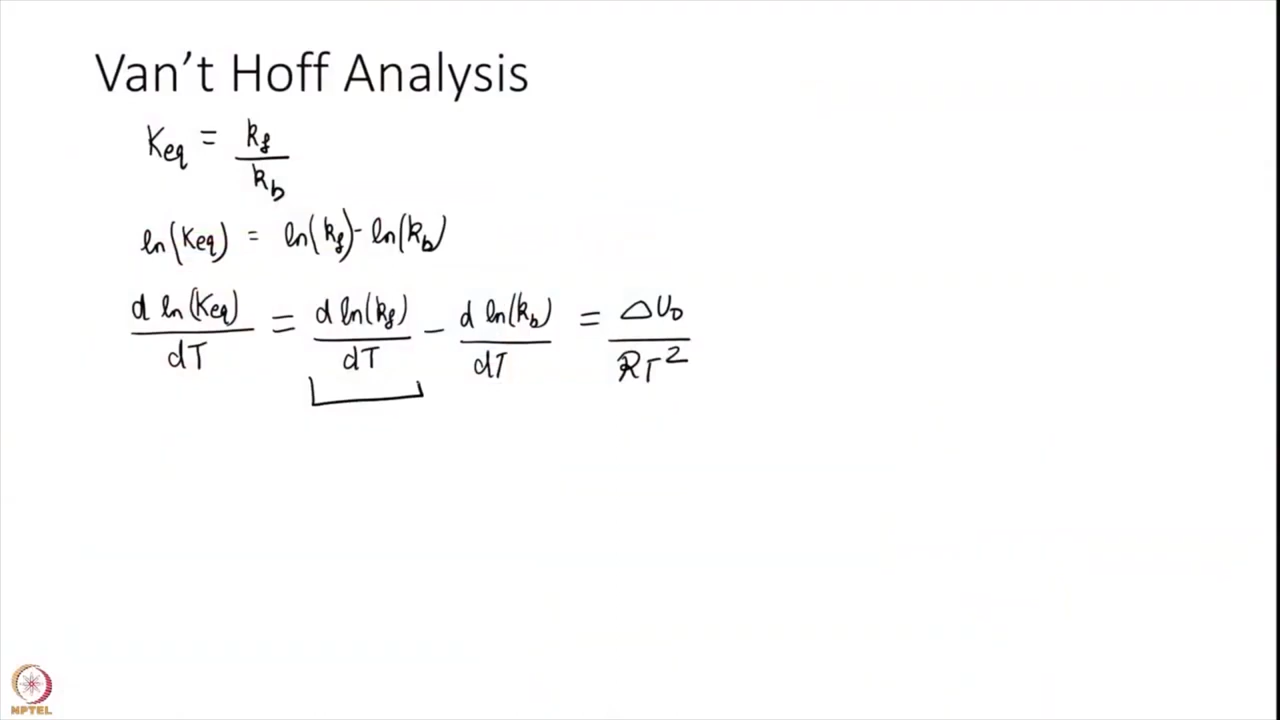 Van't Hoff Analysis
Keq = kf / kb
ln(Keq) = ln(kf) - ln(kb)
d ln(Keq) / dT = d ln(kf) / dT - d ln(kb) / dT = ΔU0 / RT²
NPTEL